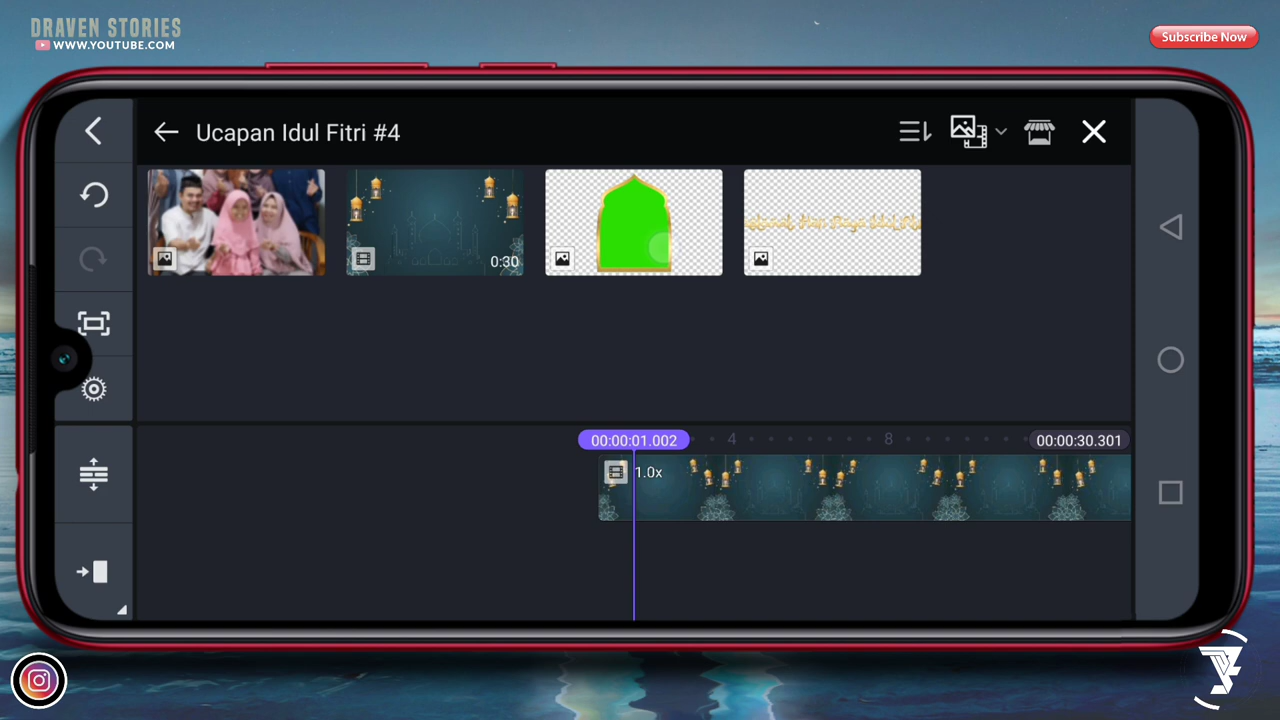 DRAVEN STORIES
WWW.YOUTUBE.COM
Subscribe Now
Ucapan Idul Fitri #4
0:30
00:00:01.002
4
8
00:00:30.301
1.0x